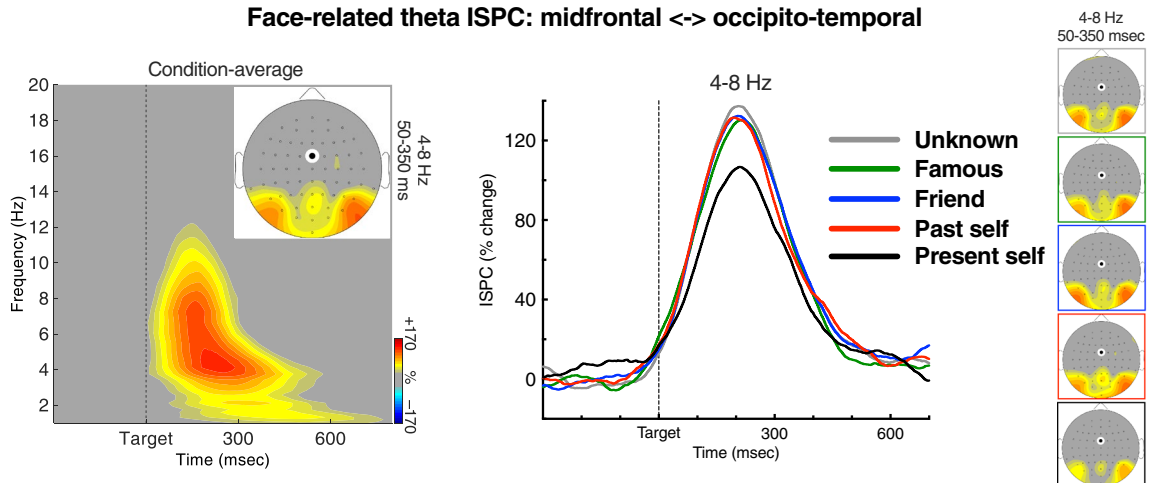 Face-related theta ISPC: midfrontal <-> occipito-temporal
Condition-average
20
18
16
14
12
10
8
6
4
2
Frequency (Hz)
Target
300
600
Time (msec)
4-8 Hz
50-350 ms
+170
%
−170
4-8 Hz
120
80
40
0
ISPC (% change)
Target
300
600
Time (msec)
Unknown
Famous
Friend
Past self
Present self
4-8 Hz
50-350 msec